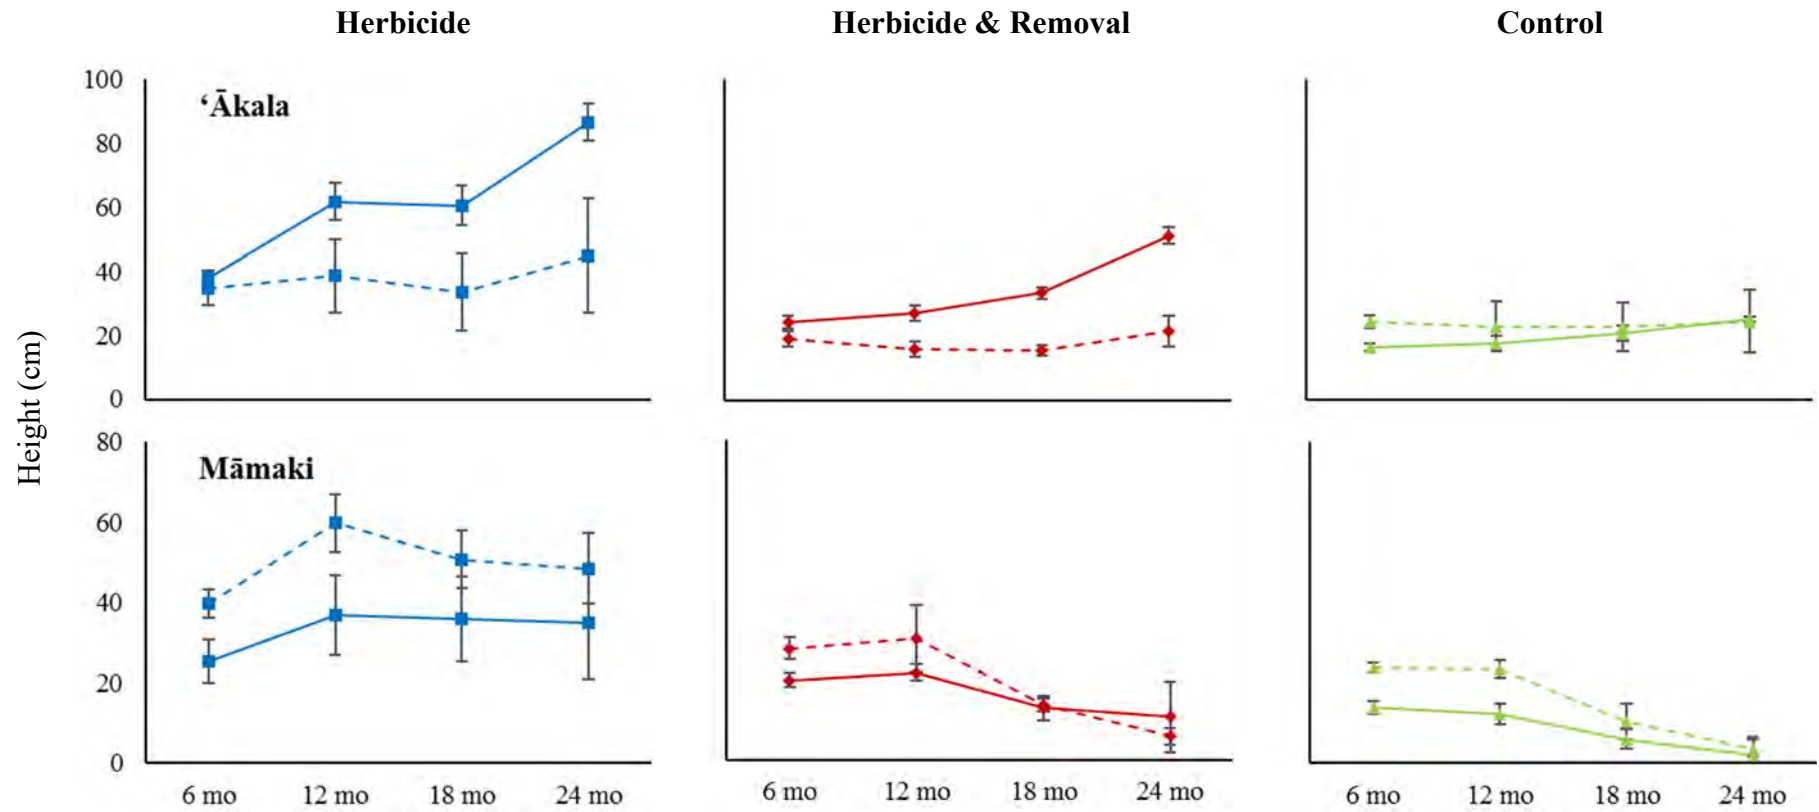 Herbicide
Herbicide & Removal
Control
Height (cm)
100
80
60
40
20
0
ʻĀkala
80
60
40
20
0
Māmaki
6 mo 12 mo 18 mo 24 mo
6 mo 12 mo 18 mo 24 mo
6 mo 12 mo 18 mo 24 mo